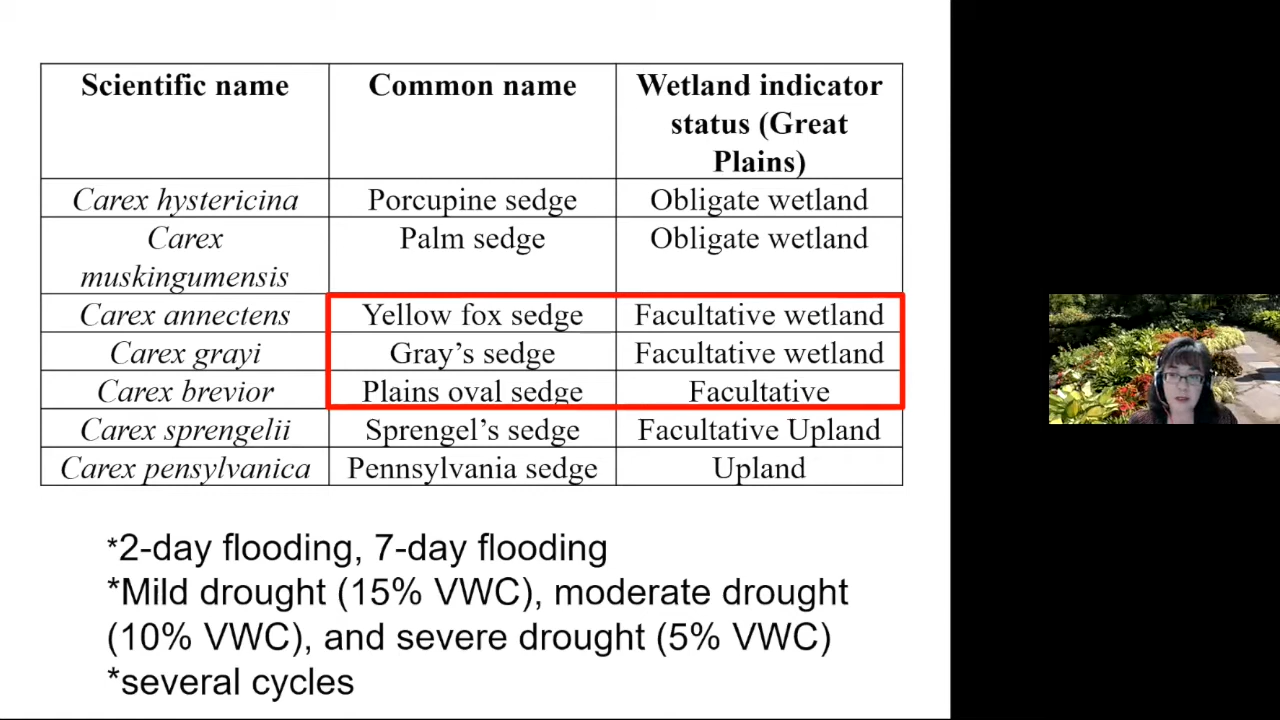 Scientific name
Common name
Wetland indicator
status (Great
Plains)
Carex hystericina
Porcupine sedge
Obligate wetland
Carex
muskingumensis
Palm sedge
Obligate wetland
Carex annectens
Yellow fox sedge
Facultative wetland
Carex grayi
Gray’s sedge
Facultative wetland
Carex brevior
Plains oval sedge
Facultative
Carex sprengelii
Sprengel’s sedge
Facultative Upland
Carex pensylvanica
Pennsylvania sedge
Upland
*2-day flooding, 7-day flooding
*Mild drought (15% VWC), moderate drought
(10% VWC), and severe drought (5% VWC)
*several cycles